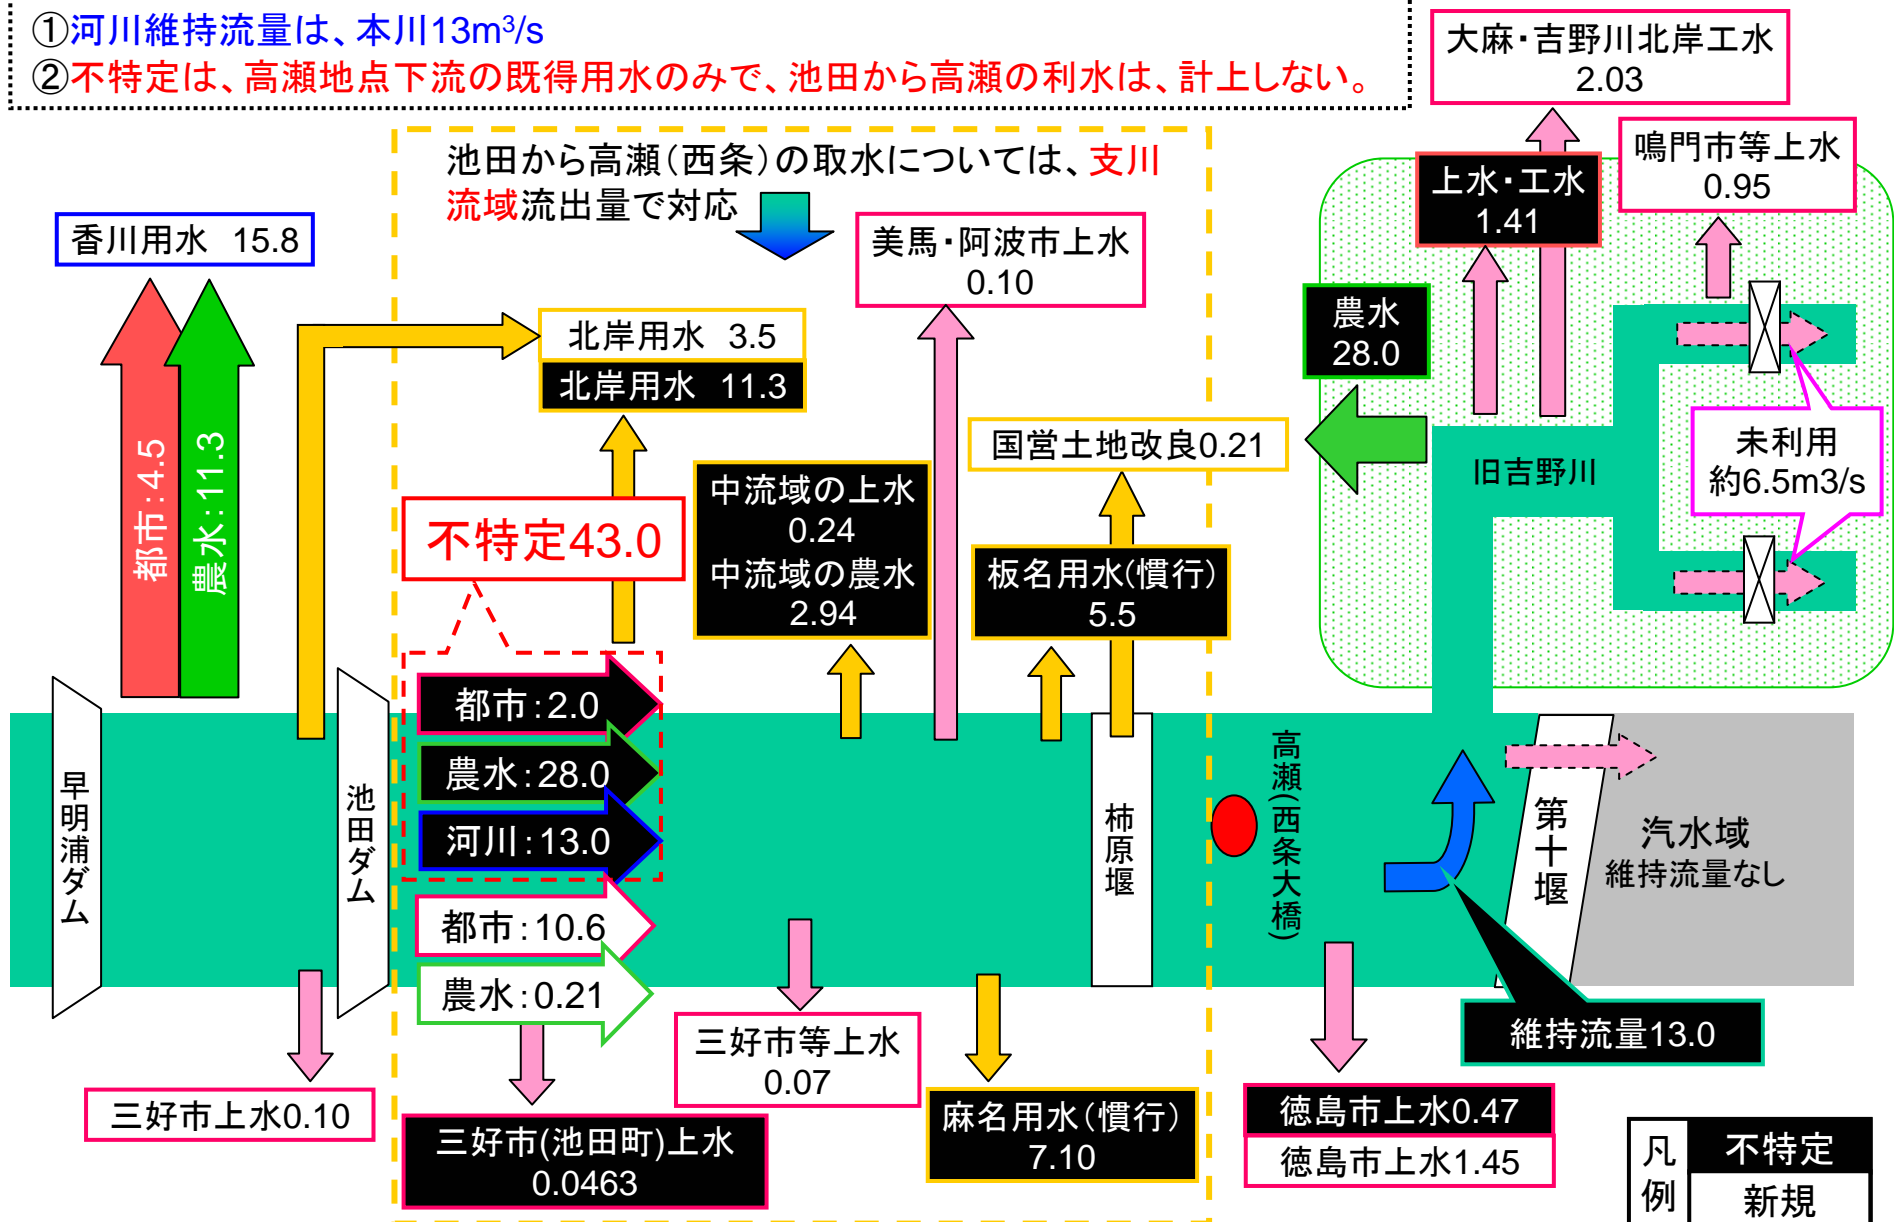 ①河川維持流量は、本川13m³/s
②不特定は、高瀬地点下流の既得用水のみで、池田から高瀬の利水は、計上しない。
大麻・吉野川北岸工水
2.03
池田から高瀬（西条）の取水については、支川
流域流出量で対応
鳴門市等上水
0.95
上水・工水
1.41
香川用水 15.8
美馬・阿波市上水
0.10
農水
28.0
北岸用水 3.5
北岸用水 11.3
都市：4.5
農水：11.3
国営土地改良0.21
旧吉野川
未利用
約6.5m3/s
中流域の上水
0.24
中流域の農水
2.94
不特定43.0
板名用水(慣行)
5.5
都市：2.0
農水：28.0
河川：13.0
都市：10.6
農水：0.21
早明浦ダム
池田ダム
柿原堰
高瀬(西条大橋)
第十堰
汽水域
維持流量なし
維持流量13.0
三好市上水0.10
三好市(池田町)上水
0.0463
三好市等上水
0.07
麻名用水（慣行）
7.10
徳島市上水0.47
徳島市上水1.45
凡例
不特定
新規